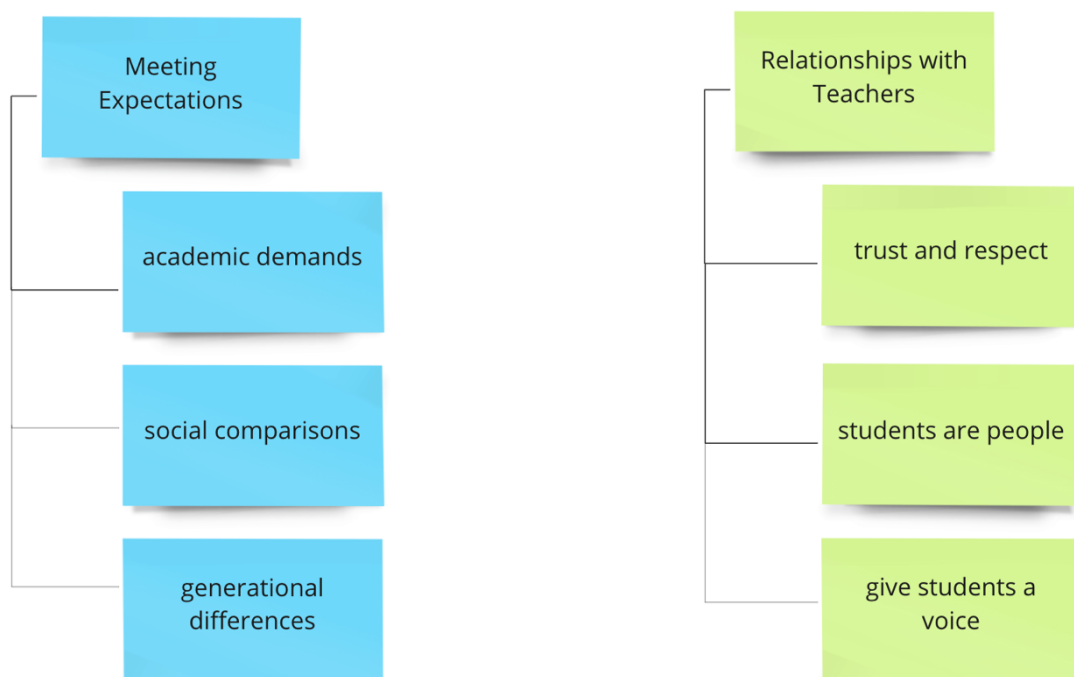 Meeting
Expectations
academic demands
social comparisons
generational
differences
Relationships with
Teachers
trust and respect
students are people
give students a
voice